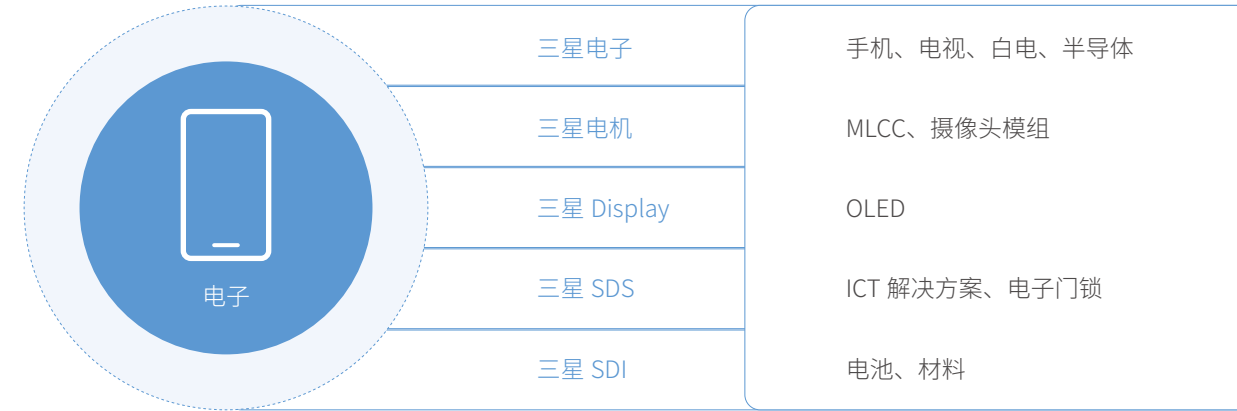 电子
三星电子
手机、电视、白电、半导体
三星电机
MLCC、摄像头模组
三星 Display
OLED
三星 SDS
ICT 解决方案、电子门锁
三星 SDI
电池、材料